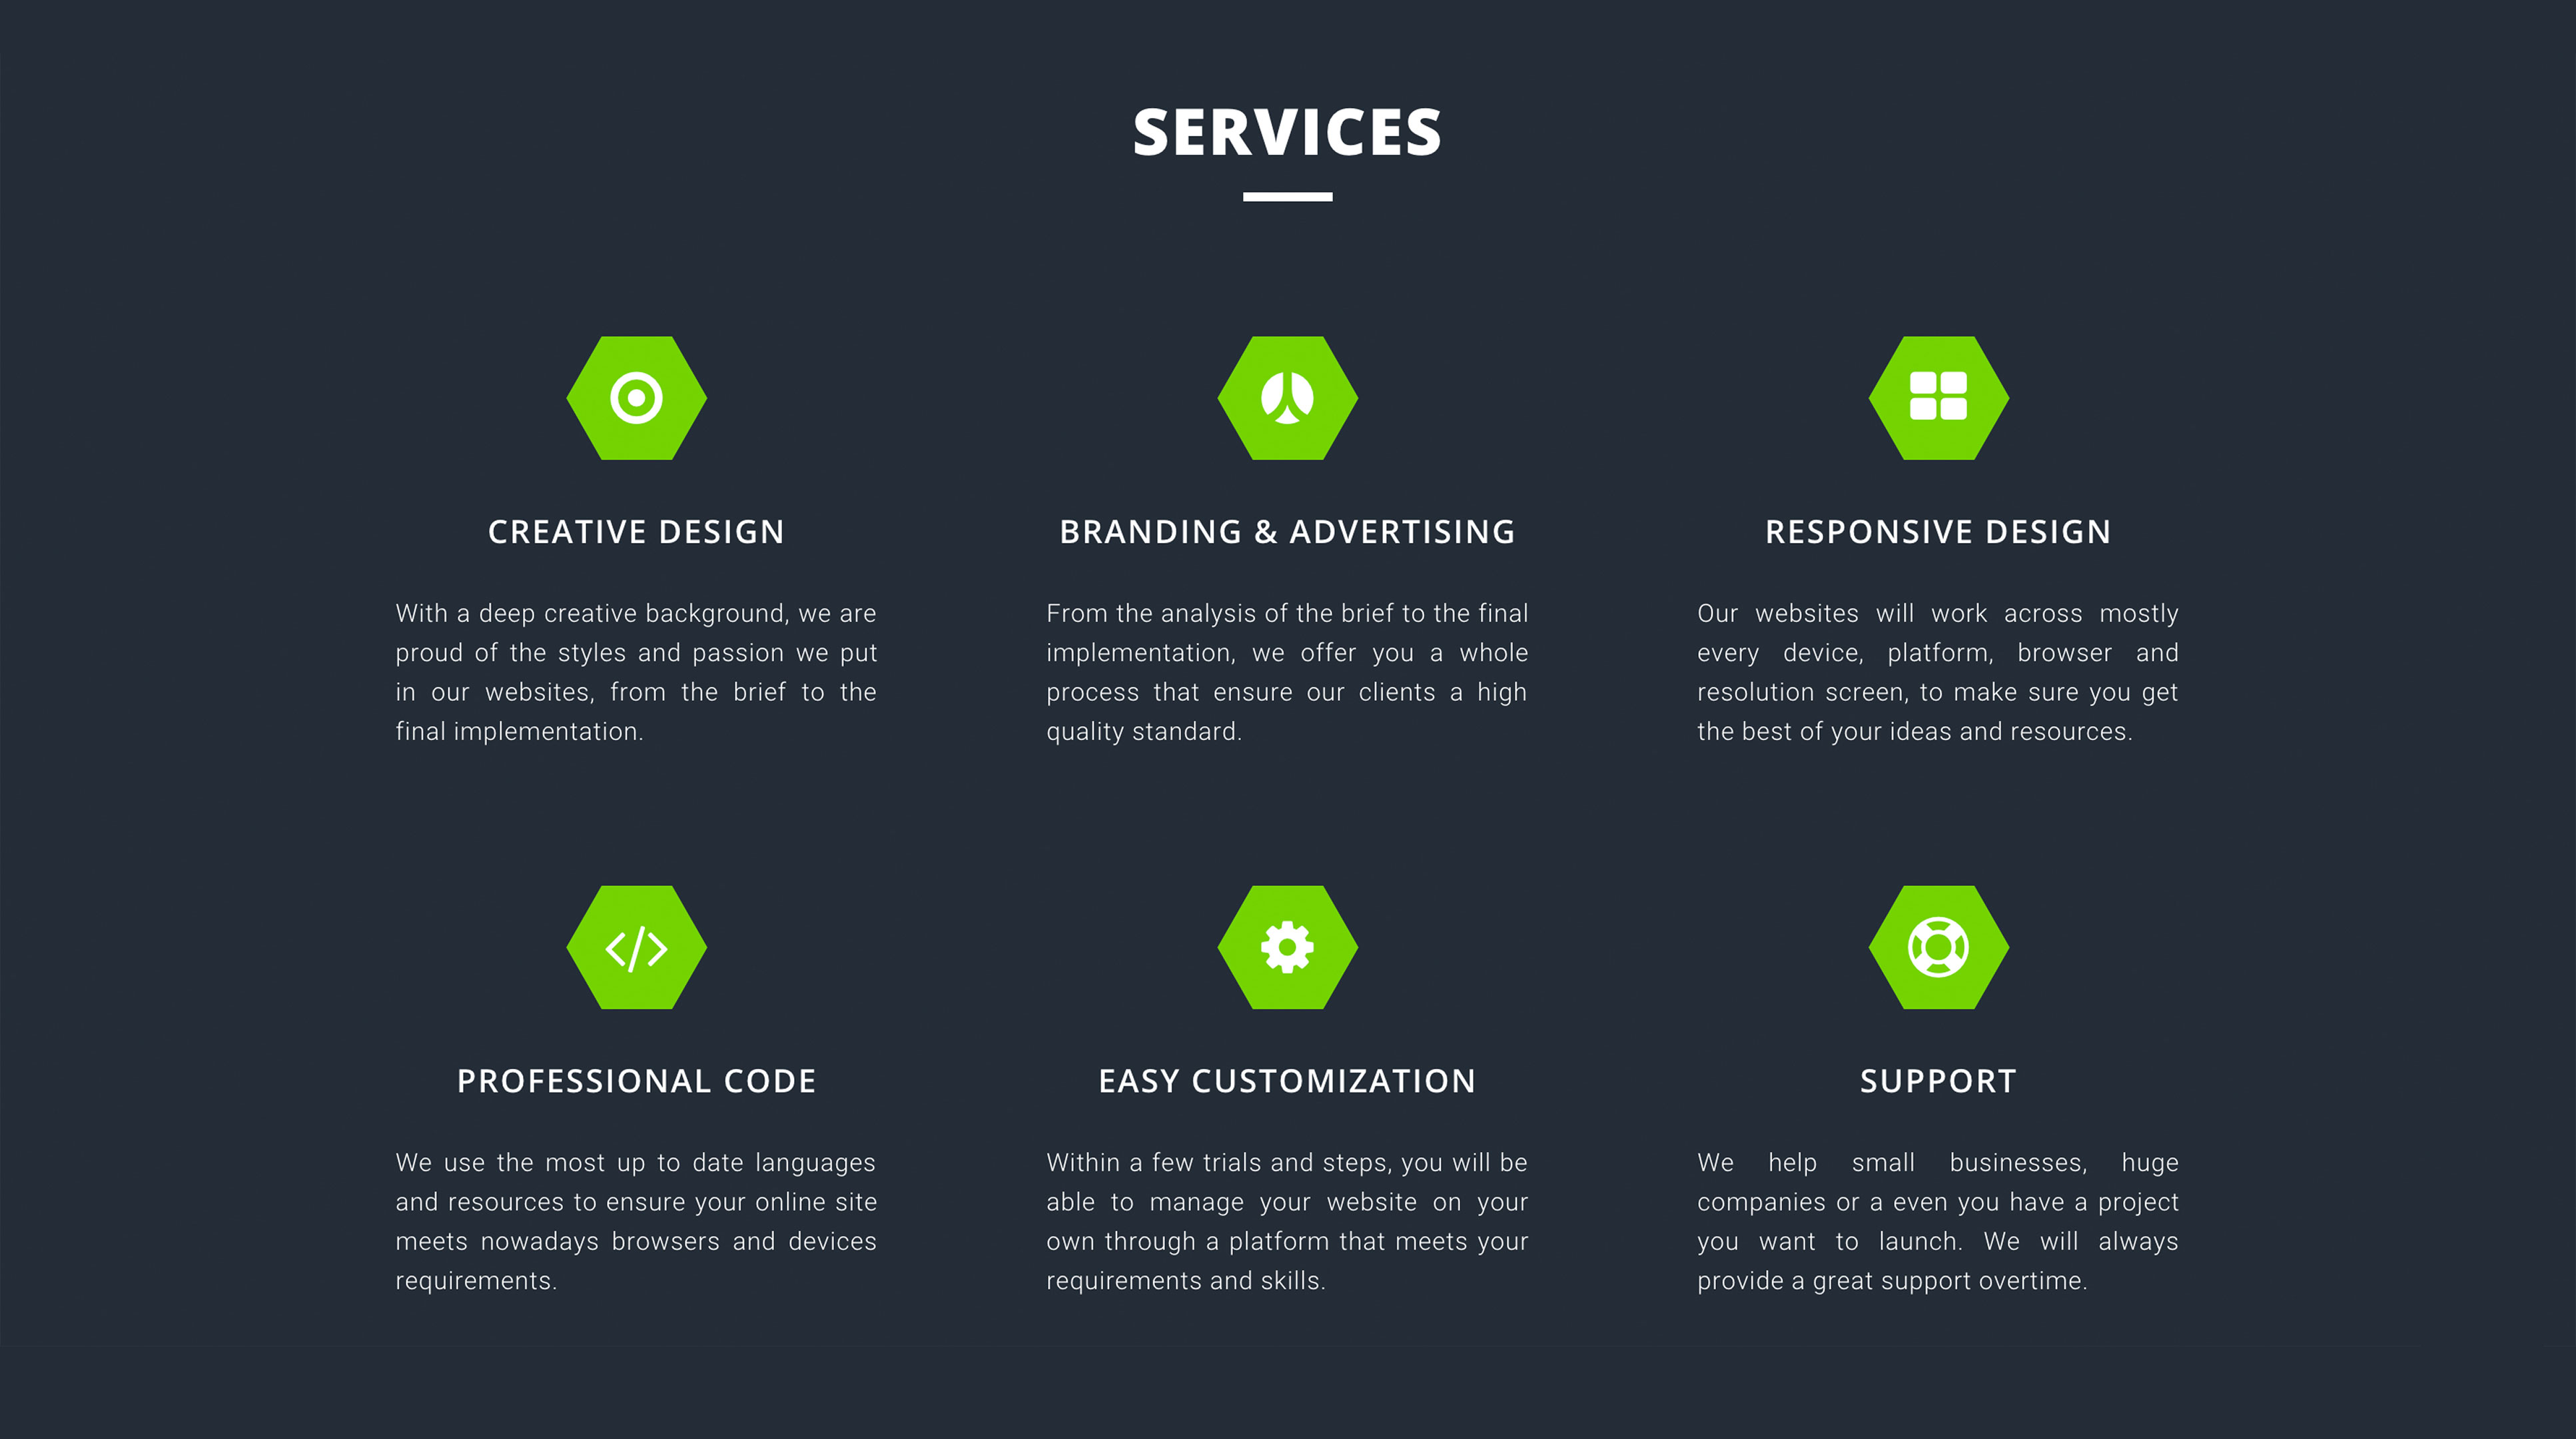 SERVICES
CREATIVE DESIGN
With a deep creative background, we are
proud of the styles and passion we put
in our websites, from the brief to the
final implementation.
BRANDING & ADVERTISING
From the analysis of the brief to the final
implementation, we offer you a whole
process that ensure our clients a high
quality standard.
RESPONSIVE DESIGN
Our websites will work across mostly
every device, platform, browser and
resolution screen, to make sure you get
the best of your ideas and resources.
PROFESSIONAL CODE
We use the most up to date languages
and resources to ensure your online site
meets nowadays browsers and devices
requirements.
EASY CUSTOMIZATION
Within a few trials and steps, you will be
able to manage your website on your
own through a platform that meets your
requirements and skills.
SUPPORT
We help small businesses, huge
companies or a even you have a project
you want to launch. We will always
provide a great support overtime.